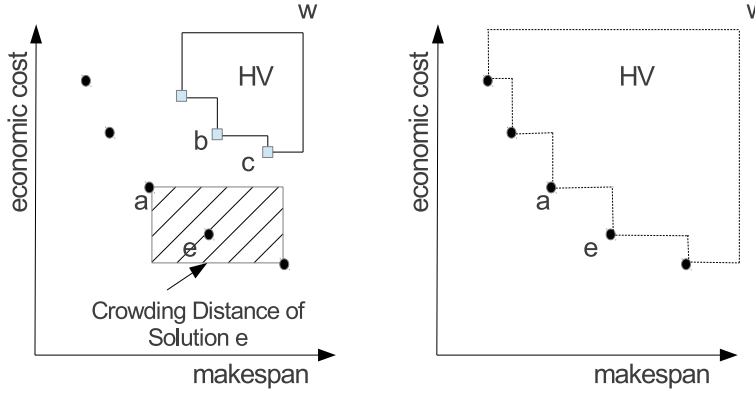 w
HV
economic cost
b
c
a
e
Crowding Distance of
Solution e
makespan
w
HV
economic cost
a
e
makespan